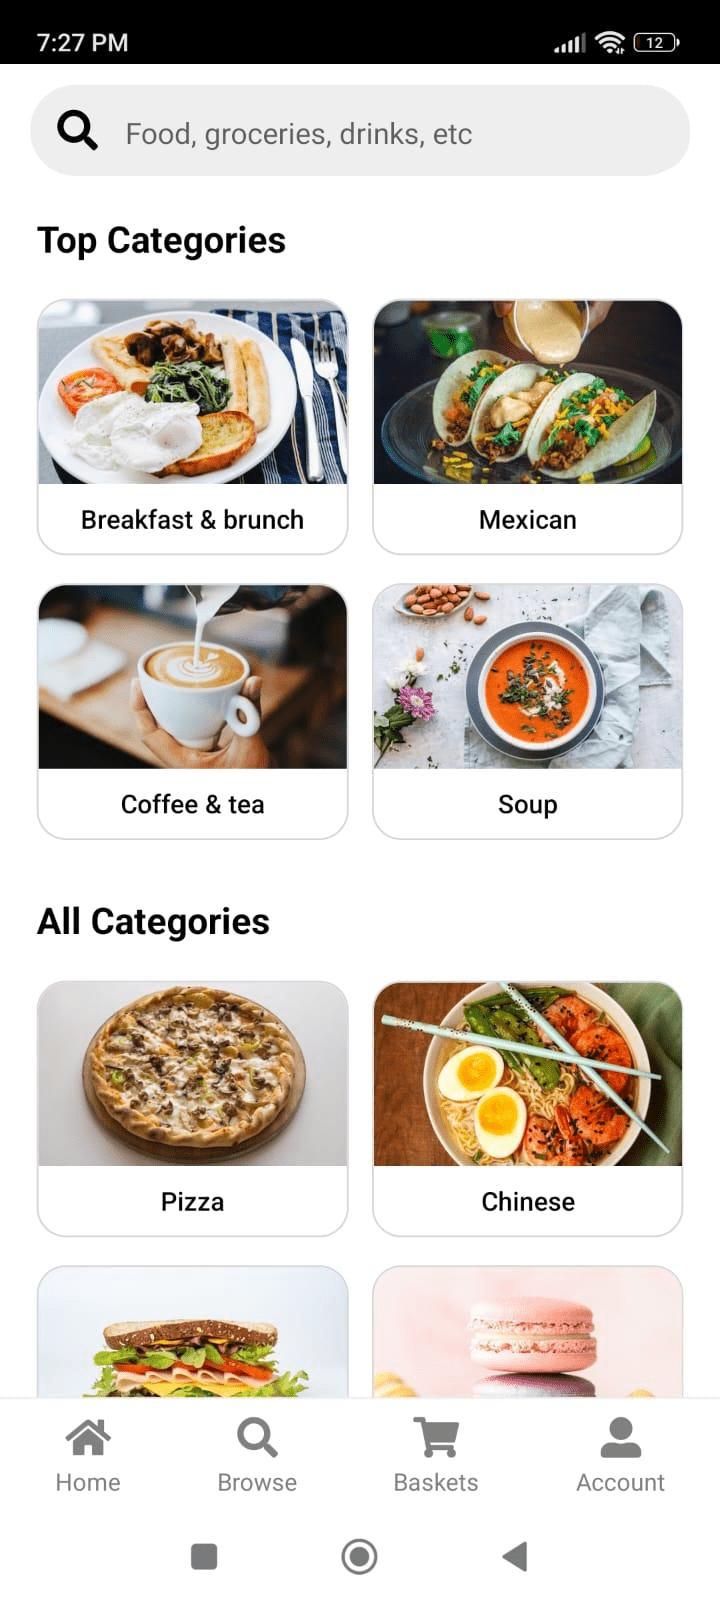 7:27 PM
12
Food, groceries, drinks, etc
Top Categories
Breakfast & brunch
Mexican
Coffee & tea
Soup
All Categories
Pizza
Chinese
Home
Browse
Baskets
Account